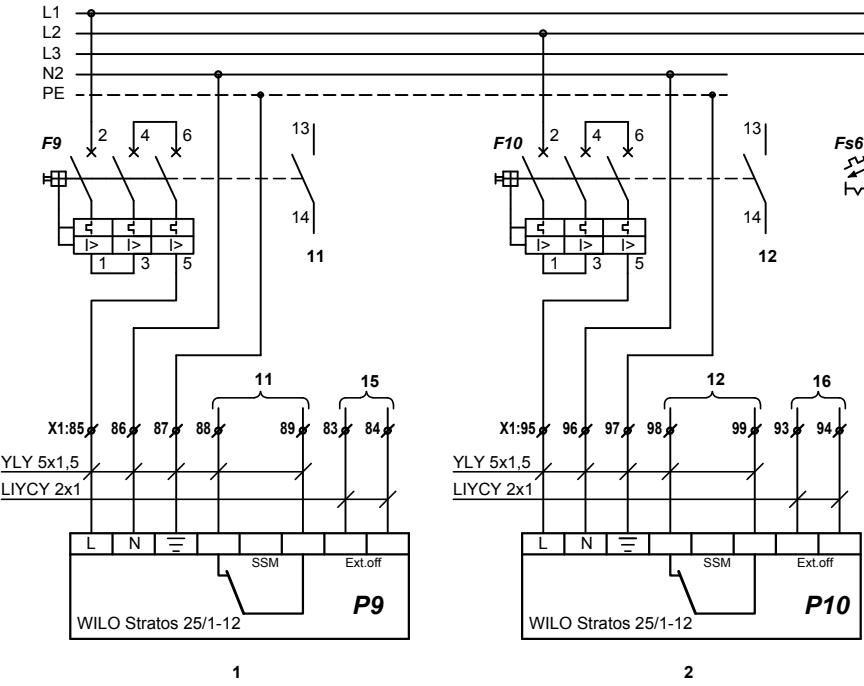 L1
L2
L3
N2
PE
F9 2 4 6 13
F10 2 4 6 13
Fs6
14
14
I> I> I>
I> I> I>
1 3 5
1 3 5
11
12
11 15
12 16
X1:85 86 87 88 89 83 84
X1:95 96 97 98 99 93 94
YLY 5x1,5
YLY 5x1,5
LIYCY 2x1
LIYCY 2x1
L N
L N
SSM Ext.off
SSM Ext.off
P9
P10
WILO Stratos 25/1-12
WILO Stratos 25/1-12
1
2